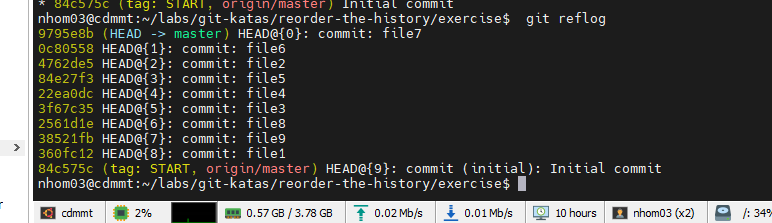 * 84c575c (tag: START, origin/master) Initial commit
nhom03@cdmmt:~/labs/git-katas/reorder-the-history/exercise$  git reflog
9795e8b (HEAD -> master) HEAD@{0}: commit: file7
0c80558 HEAD@{1}: commit: file6
4762de5 HEAD@{2}: commit: file2
84e27f3 HEAD@{3}: commit: file5
22ea0dc HEAD@{4}: commit: file4
3f67c35 HEAD@{5}: commit: file3
2561d1e HEAD@{6}: commit: file8
38521fb HEAD@{7}: commit: file9
360fc12 HEAD@{8}: commit: file1
84c575c (tag: START, origin/master) HEAD@{9}: commit (initial): Initial commit
nhom03@cdmmt:~/labs/git-katas/reorder-the-history/exercise$
cdmmt 2% 0.57 GB / 3.78 GB 0.02 Mb/s 0.01 Mb/s 10 hours nhom03 (x2) /: 34%